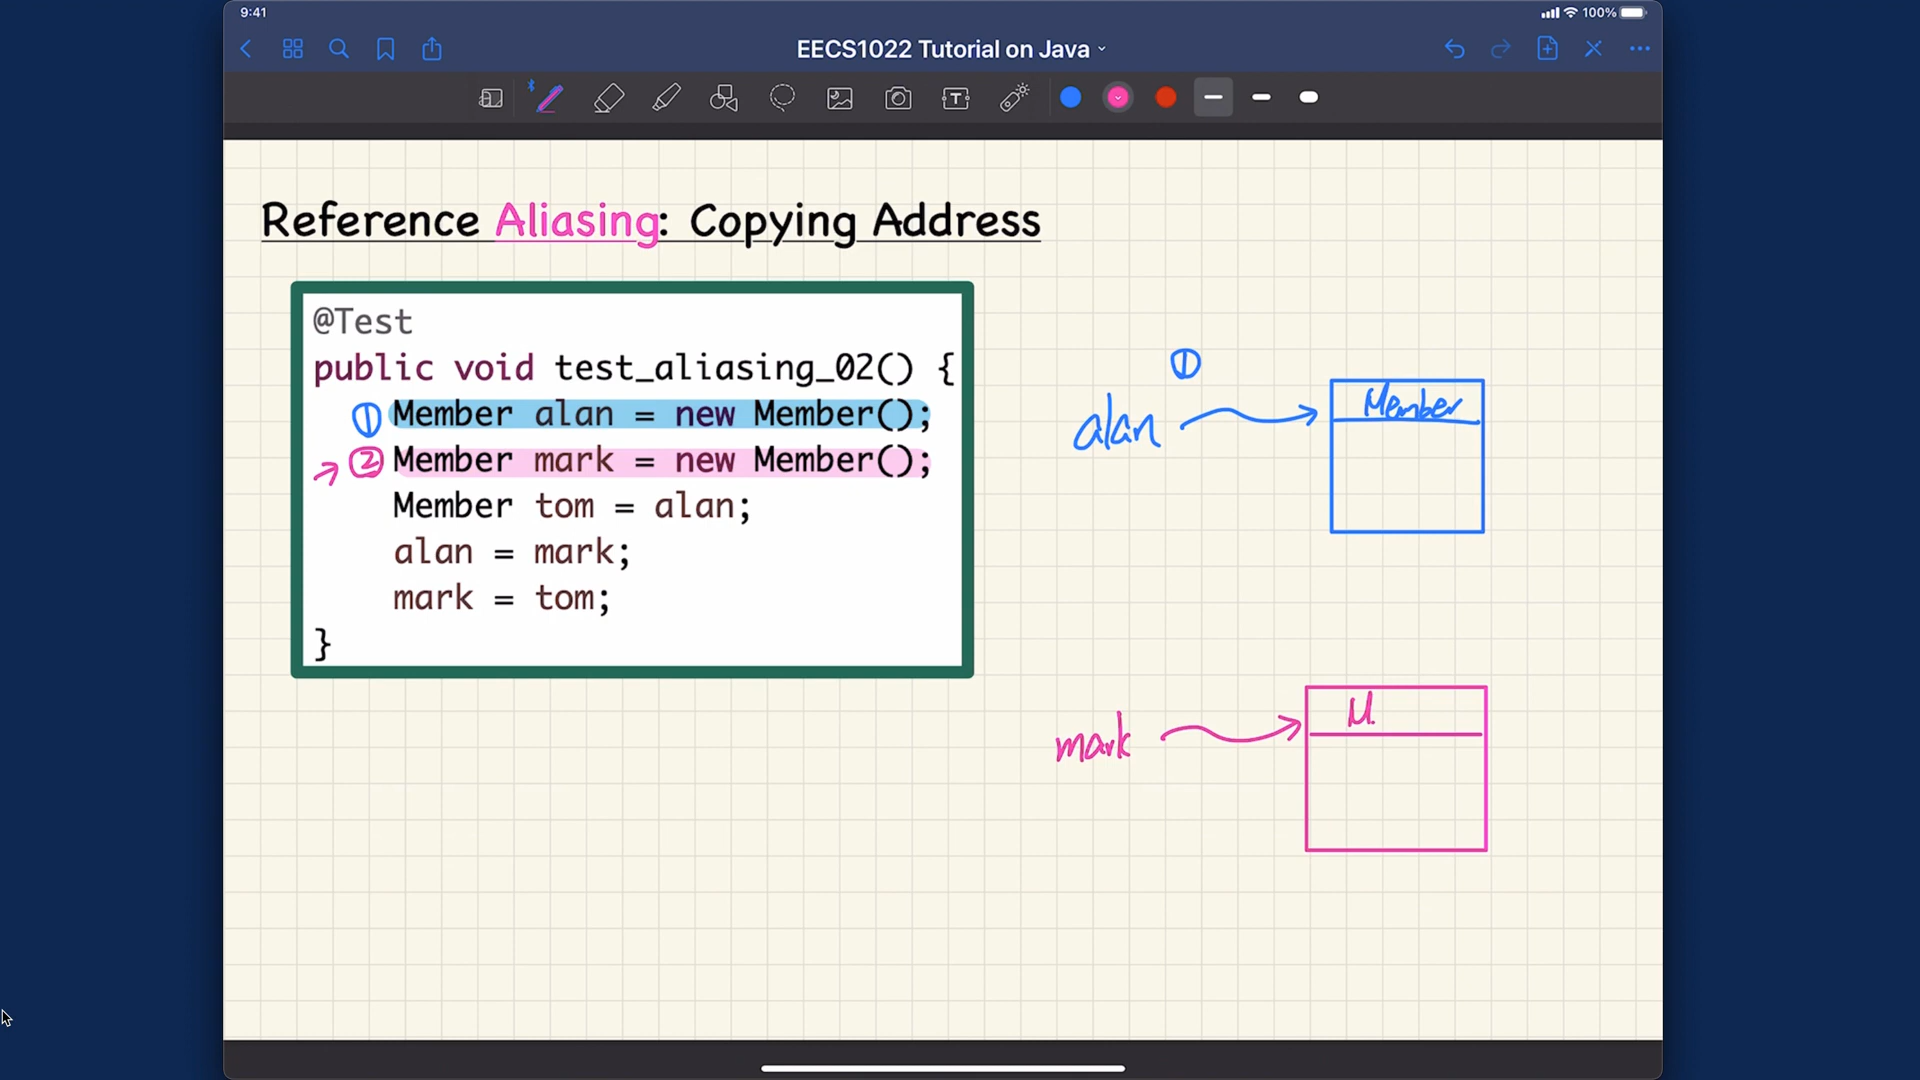 9:41
100%
EECS1022 Tutorial on Java
Reference Aliasing: Copying Address
@Test
public void test_aliasing_02() {
① Member alan = new Member();
② Member mark = new Member();
Member tom = alan;
alan = mark;
mark = tom;
}
①
alan
Member
mark
M